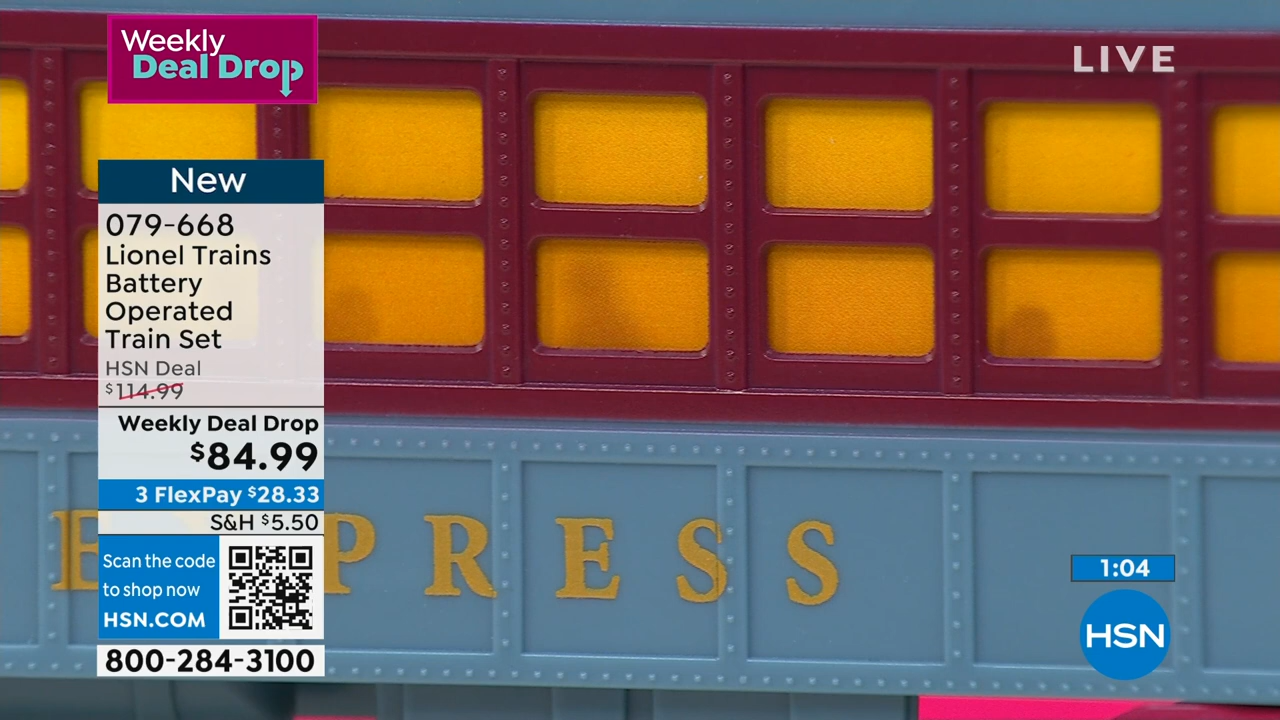 Weekly
Deal Drop
LIVE
New
079-668
Lionel Trains
Battery
Operated
Train Set
HSN Deal
$114.99
Weekly Deal Drop
$84.99
3 FlexPay $28.33
S&H $5.50
Scan the code
to shop now
HSN.COM
800-284-3100
E PRESS
1:04
HSN